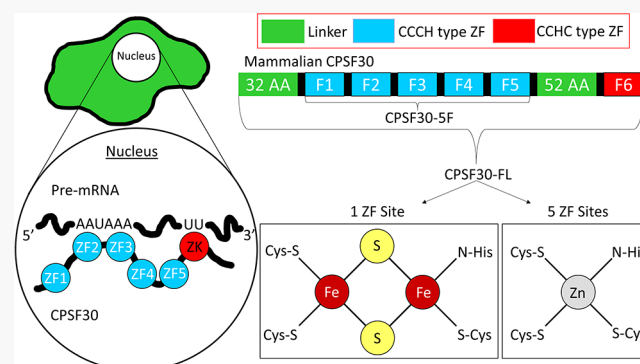 Linker CCCH type ZF CCHC type ZF
Nucleus
Mammalian CPSF30
32 AA F1 F2 F3 F4 F5 52 AA F6
CPSF30-5F
Nucleus
CPSF30-FL
Pre-mRNA
1 ZF Site 5 ZF Sites
5' AAUAAA UU 3'
ZF1 ZF2 ZF3 ZF4 ZF5 ZK
CPSF30
Cys-S S N-His
Fe Fe
Cys-S S S-Cys
Cys-S N-Hi
Zn
Cys-S S-Cy